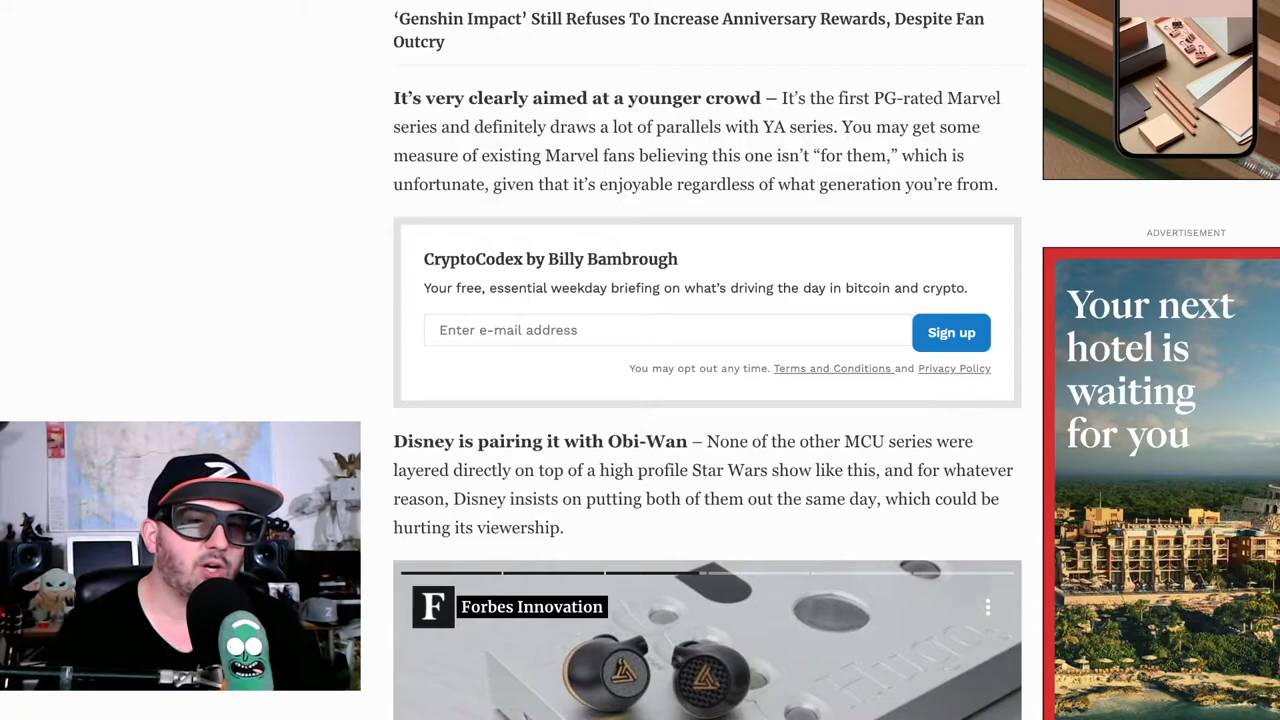 ‘Genshin Impact’ Still Refuses To Increase Anniversary Rewards, Despite Fan
Outcry
It’s very clearly aimed at a younger crowd – It’s the first PG-rated Marvel
series and definitely draws a lot of parallels with YA series. You may get some
measure of existing Marvel fans believing this one isn’t “for them,” which is
unfortunate, given that it’s enjoyable regardless of what generation you’re from.
CryptoCodex by Billy Bambrough
Your free, essential weekday briefing on what’s driving the day in bitcoin and crypto.
Enter e-mail address
Sign up
You may opt out any time. Terms and Conditions and Privacy Policy
Disney is pairing it with Obi-Wan – None of the other MCU series were
layered directly on top of a high profile Star Wars show like this, and for whatever
reason, Disney insists on putting both of them out the same day, which could be
hurting its viewership.
F
Forbes Innovation
ADVERTISEMENT
Your next
hotel is
waiting
for you